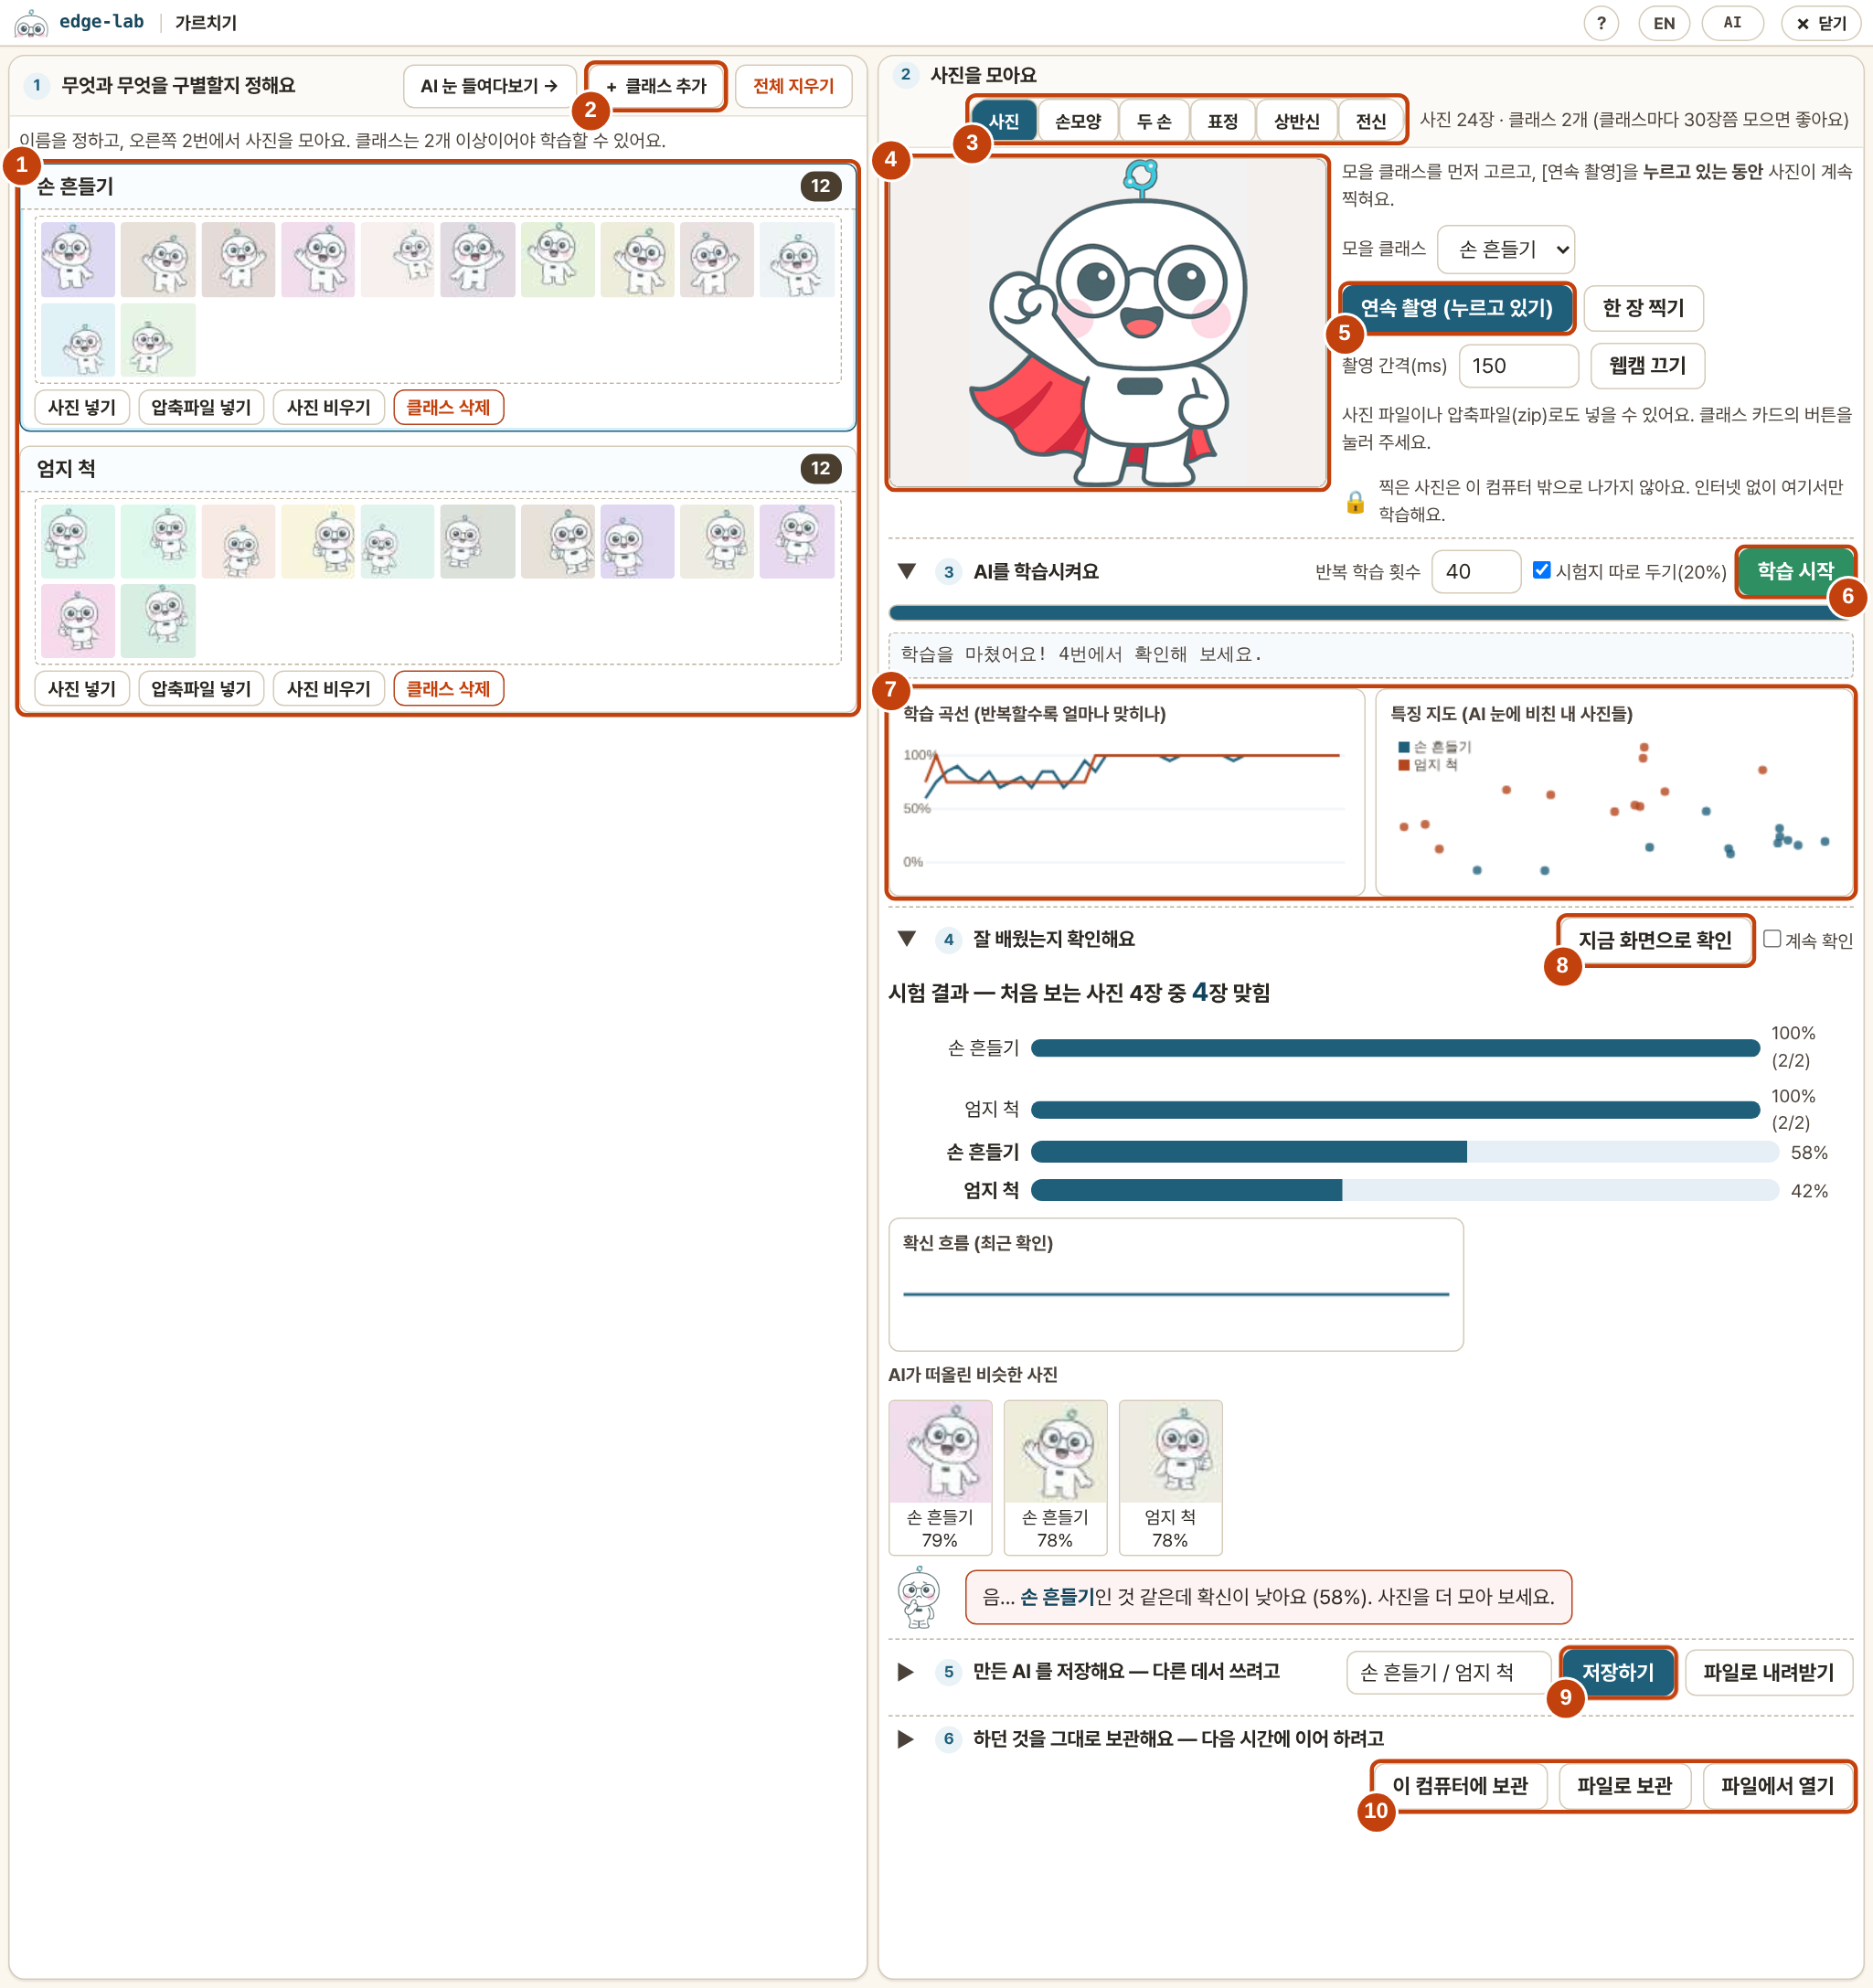 edge-lab 가르치기
? EN AI × 닫기
1 무엇과 무엇을 구별할지 정해요
AI 눈 들여다보기 →
+ 클래스 추가
전체 지우기
2
이름을 정하고, 오른쪽 2번에서 사진을 모아요. 클래스는 2개 이상이어야 학습할 수 있어요.
1
손 흔들기 12
사진 넣기 압축파일 넣기 사진 비우기 클래스 삭제
엄지 척 12
사진 넣기 압축파일 넣기 사진 비우기 클래스 삭제
2 사진을 모아요
사진 손모양 두 손 표정 상반신 전신
3
사진 24장 · 클래스 2개 (클래스마다 30장쯤 모으면 좋아요)
4
모을 클래스를 먼저 고르고, [연속 촬영]을 누르고 있는 동안 사진이 계속
찍혀요.
모을 클래스 손 흔들기
연속 촬영 (누르고 있기) 한 장 찍기
5
촬영 간격(ms) 150 웹캠 끄기
사진 파일이나 압축파일(zip)로도 넣을 수 있어요. 클래스 카드의 버튼을
눌러 주세요.
찍은 사진은 이 컴퓨터 밖으로 나가지 않아요. 인터넷 없이 여기서만
학습해요.
3 AI를 학습시켜요
반복 학습 횟수 40 시험지 따로 두기(20%) 학습 시작
6
학습을 마쳤어요! 4번에서 확인해 보세요.
7
학습 곡선 (반복할수록 얼마나 맞히나)
100%
50%
0%
특징 지도 (AI 눈에 비친 내 사진들)
손 흔들기
엄지 척
4 잘 배웠는지 확인해요
지금 화면으로 확인 계속 확인
8
시험 결과 — 처음 보는 사진 4장 중 4장 맞힘
손 흔들기 100%
(2/2)
엄지 척 100%
(2/2)
손 흔들기 58%
엄지 척 42%
확신 흐름 (최근 확인)
AI가 떠올린 비슷한 사진
손 흔들기 손 흔들기 엄지 척
79% 78% 78%
음... 손 흔들기인 것 같은데 확신이 낮아요 (58%). 사진을 더 모아 보세요.
5 만든 AI 를 저장해요 — 다른 데서 쓰려고
손 흔들기 / 엄지 척 저장하기 파일로 내려받기
9
6 하던 것을 그대로 보관해요 — 다음 시간에 이어 하려고
이 컴퓨터에 보관 파일로 보관 파일에서 열기
10